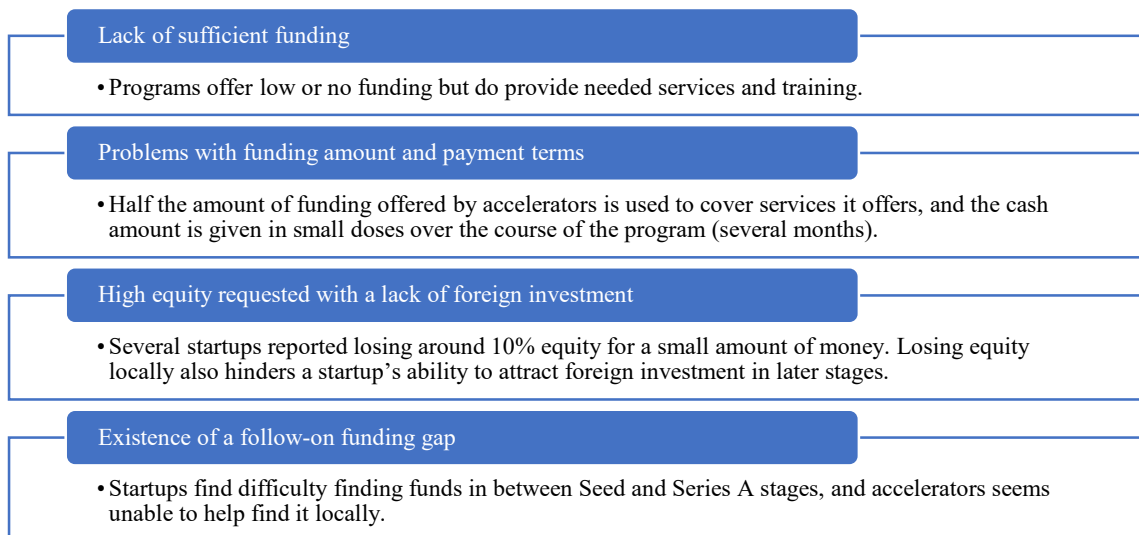 Lack of sufficient funding
• Programs offer low or no funding but do provide needed services and training.
Problems with funding amount and payment terms
• Half the amount of funding offered by accelerators is used to cover services it offers, and the cash
amount is given in small doses over the course of the program (several months).
High equity requested with a lack of foreign investment
• Several startups reported losing around 10% equity for a small amount of money. Losing equity
locally also hinders a startup’s ability to attract foreign investment in later stages.
Existence of a follow-on funding gap
• Startups find difficulty finding funds in between Seed and Series A stages, and accelerators seems
unable to help find it locally.